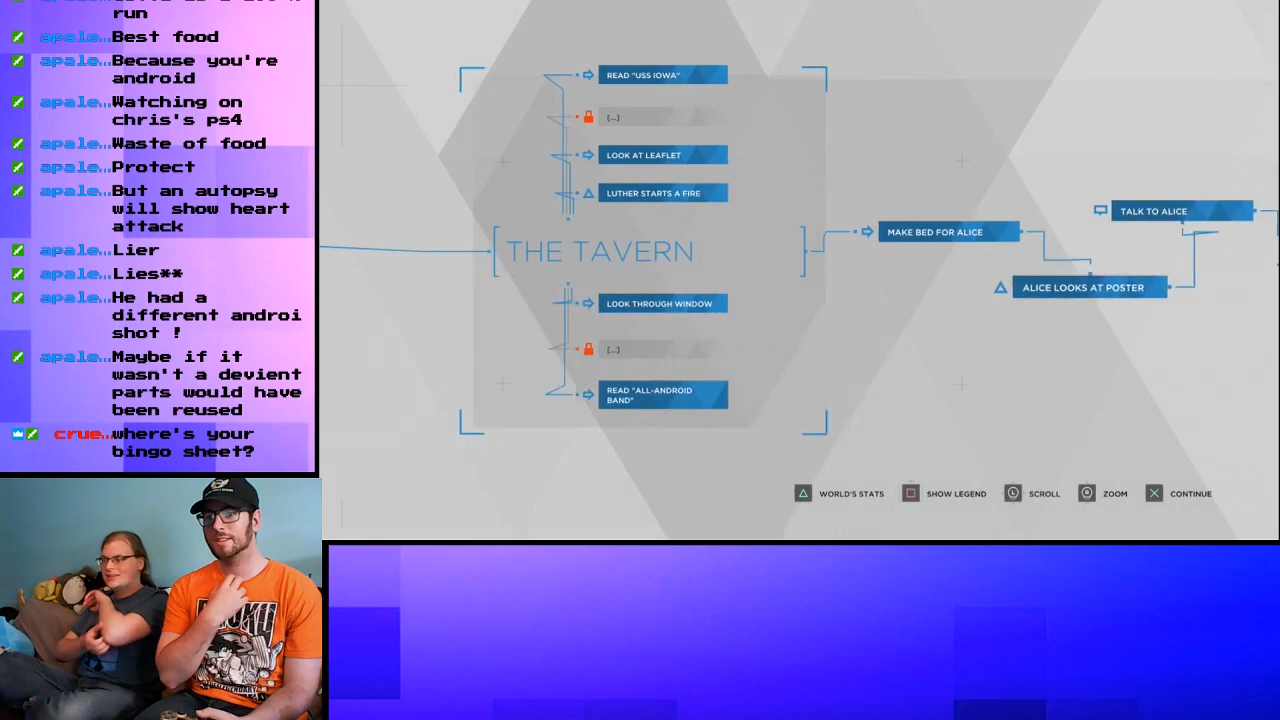 run
apale...Best food
apale...Because you're
android
apale...Watching on
chris's ps4
apale...Waste of food
apale...Protect
apale...But an autopsy
will show heart
attack
apale...Lier
apale...Lies**
apale...He had a
different androi
shot !
apale...Maybe if it
wasn't a devient
parts would have
been reused
crue...where's your
bingo sheet?
READ "USS IOWA"
[...]
LOOK AT LEAFLET
LUTHER STARTS A FIRE
THE TAVERN
LOOK THROUGH WINDOW
[...]
READ "ALL-ANDROID
BAND"
MAKE BED FOR ALICE
TALK TO ALICE
ALICE LOOKS AT POSTER
WORLD'S STATS
SHOW LEGEND
L
SCROLL
R
ZOOM
CONTINUE